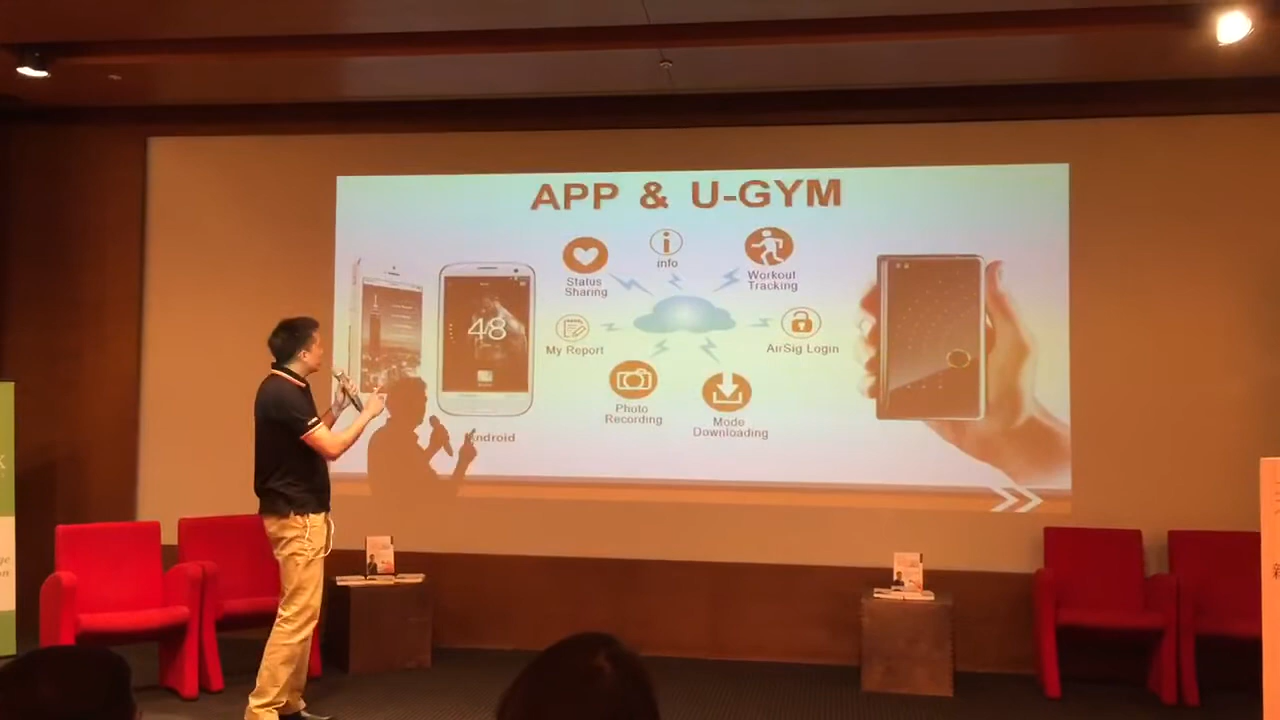 APP & U-GYM
info
Status
Sharing
Workout
Tracking
48
My Report
AirSig Login
Photo
Recording
Mode
Downloading
Android